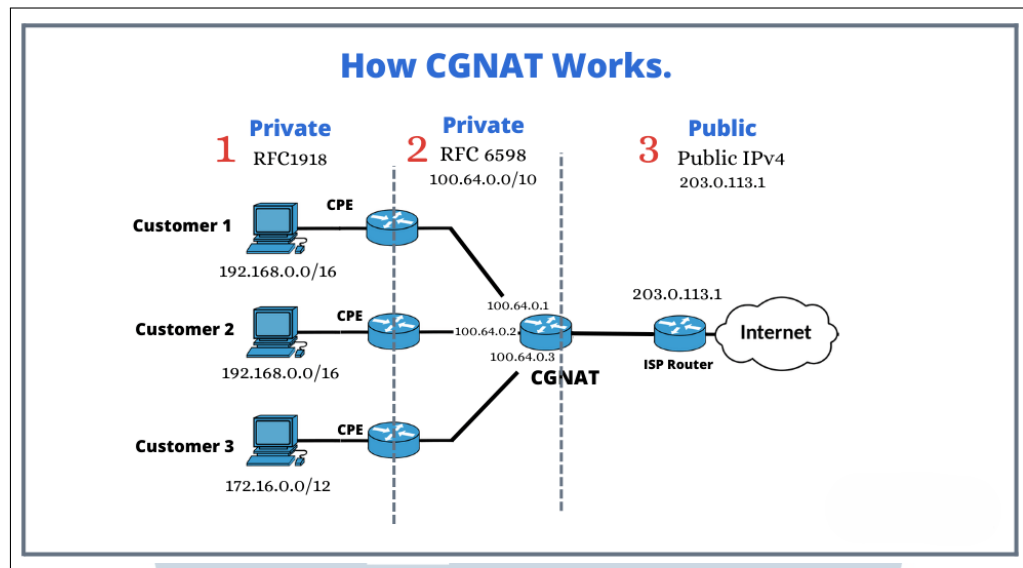 How CGNAT Works.
1 Private
RFC1918
2 Private
RFC 6598
100.64.0.0/10
3 Public
Public IPv4
203.0.113.1
Customer 1
CPE
192.168.0.0/16
100.64.0.1
Customer 2
CPE
192.168.0.0/16
100.64.0.2
100.64.0.3
CGNAT
203.0.113.1
ISP Router
Internet
Customer 3
CPE
172.16.0.0/12